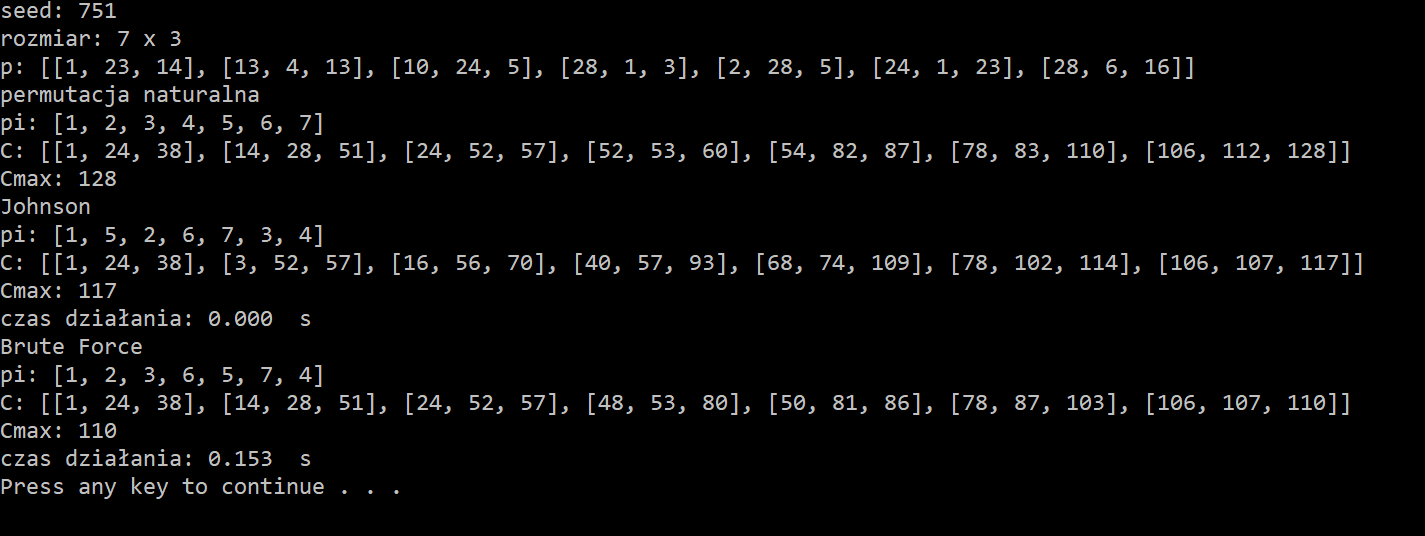 seed: 751
rozmiar: 7 x 3
p: [[1, 23, 14], [13, 4, 13], [10, 24, 5], [28, 1, 3], [2, 28, 5], [24, 1, 23], [28, 6, 16]]
permutacja naturalna
pi: [1, 2, 3, 4, 5, 6, 7]
C: [[1, 24, 38], [14, 28, 51], [24, 52, 57], [52, 53, 60], [54, 82, 87], [78, 83, 110], [106, 112, 128]]
Cmax: 128
Johnson
pi: [1, 5, 2, 6, 7, 3, 4]
C: [[1, 24, 38], [3, 52, 57], [16, 56, 70], [40, 57, 93], [68, 74, 109], [78, 102, 114], [106, 107, 117]]
Cmax: 117
czas działania: 0.000  s
Brute Force
pi: [1, 2, 3, 6, 5, 7, 4]
C: [[1, 24, 38], [14, 28, 51], [24, 52, 57], [48, 53, 80], [50, 81, 86], [78, 87, 103], [106, 107, 110]]
Cmax: 110
czas działania: 0.153  s
Press any key to continue . . .